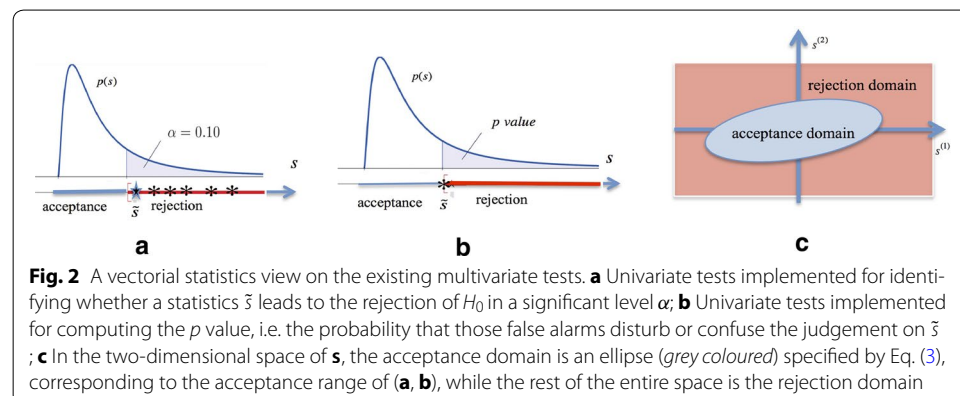 p(s)
α = 0.10
s
acceptance
s̃
rejection
a
p(s)
p value
s
acceptance
s̃
rejection
b
s(2)
rejection domain
acceptance domain
s(1)
c
Fig. 2 A vectorial statistics view on the existing multivariate tests. a Univariate tests implemented for identi-
fying whether a statistics s̃ leads to the rejection of H0 in a significant level α; b Univariate tests implemented
for computing the p value, i.e. the probability that those false alarms disturb or confuse the judgement on s̃
; c In the two-dimensional space of s, the acceptance domain is an ellipse (grey coloured) specified by Eq. (3),
corresponding to the acceptance range of (a, b), while the rest of the entire space is the rejection domain